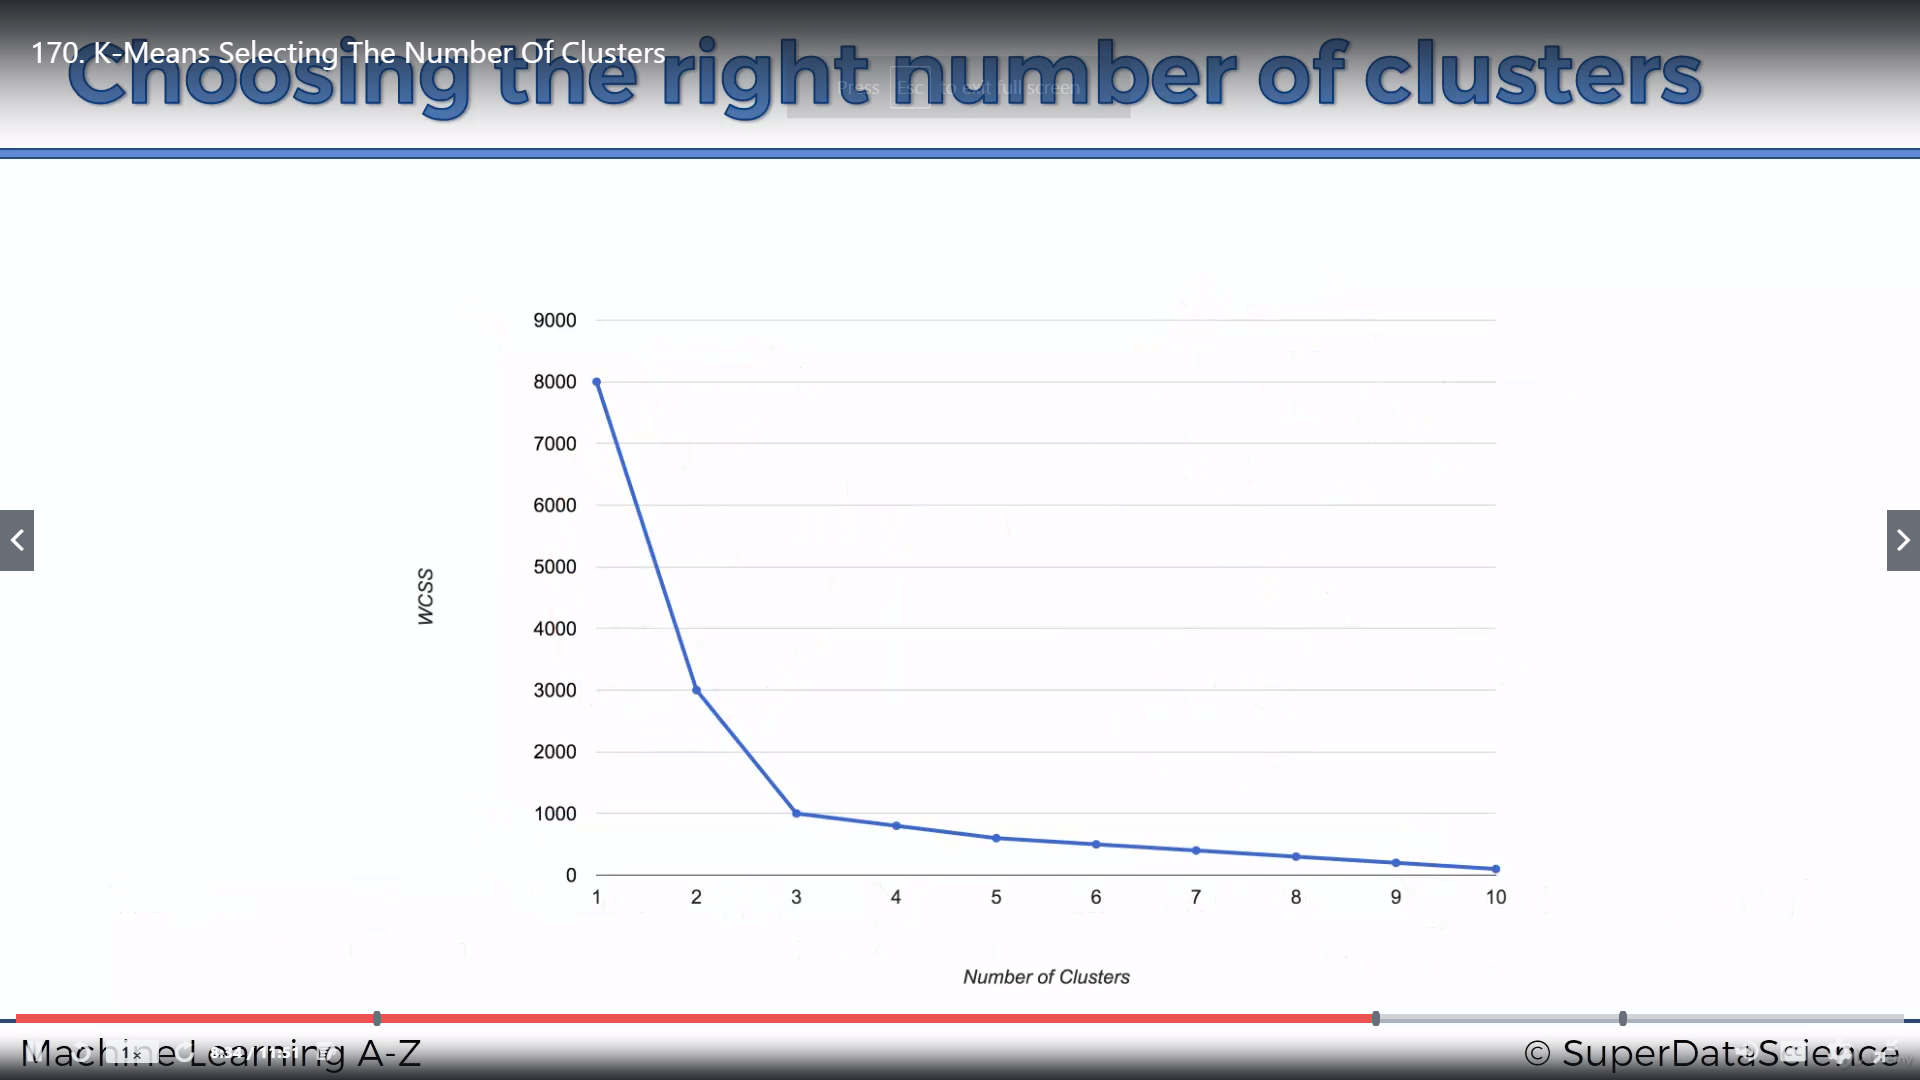 170. K-Means Selecting The Number Of Clusters
Choosing the right number of clusters
Press Esc to exit full screen
9000
8000
7000
6000
5000
4000
3000
2000
1000
0
WCSS
1 2 3 4 5 6 7 8 9 10
Number of Clusters
Machine Learning A-Z
1x
© SuperDataScience